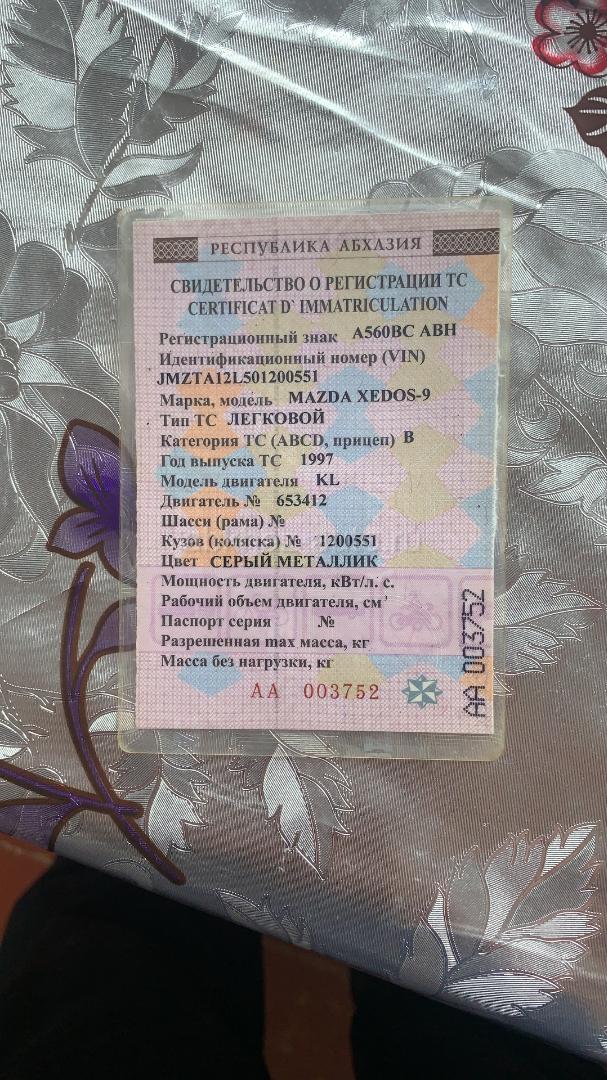 РЕСПУБЛИКА АБХАЗИЯ
СВИДЕТЕЛЬСТВО О РЕГИСТРАЦИИ ТС
CERTIFICAT D` IMMATRICULATION
Регистрационный знак А560ВС АВН
Идентификационный номер (VIN)
JMZTA12L501200551
Марка, модель MAZDA XEDOS-9
Тип ТС ЛЕГКОВОЙ
Категория ТС (ABCD, прицеп) B
Год выпуска ТС 1997
Модель двигателя KL
Двигатель № 653412
Шасси (рама) №
Кузов (коляска) № 1200551
Цвет СЕРЫЙ МЕТАЛЛИК
Мощность двигателя, кВт/л. с.
Рабочий объем двигателя, см³
Паспорт серия №
Разрешенная max масса, кг
Масса без нагрузки, кг
АА 003752
АА 003752